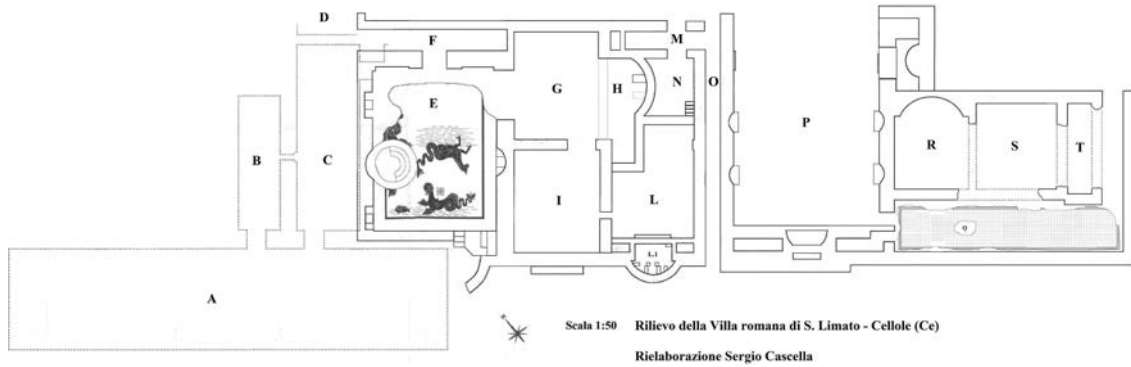 D
F
M
E
G
H
N
O
P
B
C
R
S
T
I
L
L.1
Q
A
Scala 1:50 Rilievo della Villa romana di S. Limato - Cellole (Ce)
Rielaborazione Sergio Cascella